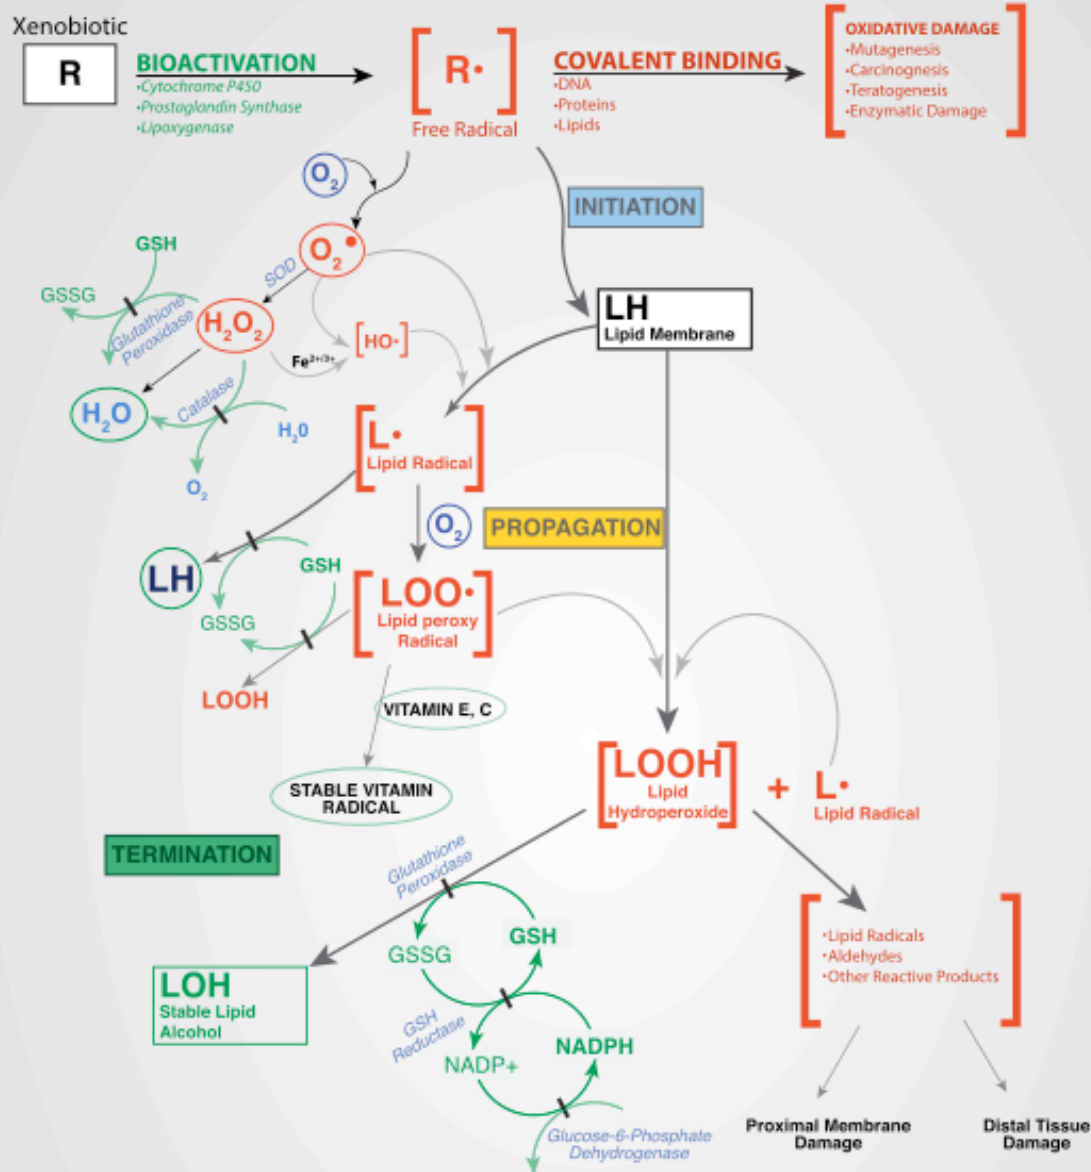 Xenobiotic
R
BIOACTIVATION
•Cytochrome P450
•Prostaglandin Synthase
•Lipoxygenase
[R•]
Free Radical
COVALENT BINDING
•DNA
•Proteins
•Lipids
OXIDATIVE DAMAGE
•Mutagenesis
•Carcinognesis
•Teratogenesis
•Enzymatic Damage
O2
INITIATION
O2•
SOD
GSH
GSSG
Glutathione
Peroxidase
H2O2
Fe2+/3+
[HO•]
LH
Lipid Membrane
H2O
Catalase
H20
O2
[L•
Lipid Radical]
O2
PROPAGATION
LH
GSH
GSSG
[LOO•
Lipid peroxy
Radical]
LOOH
VITAMIN E, C
STABLE VITAMIN
RADICAL
[LOOH
Lipid
Hydroperoxide]
+
L•
Lipid Radical
TERMINATION
Glutathione
Peroxidase
GSSG
GSH
LOH
Stable Lipid
Alcohol
GSH
Reductase
NADP+
NADPH
Glucose-6-Phosphate
Dehydrogenase
•Lipid Radicals
•Aldehydes
•Other Reactive Products
Proximal Membrane
Damage
Distal Tissue
Damage